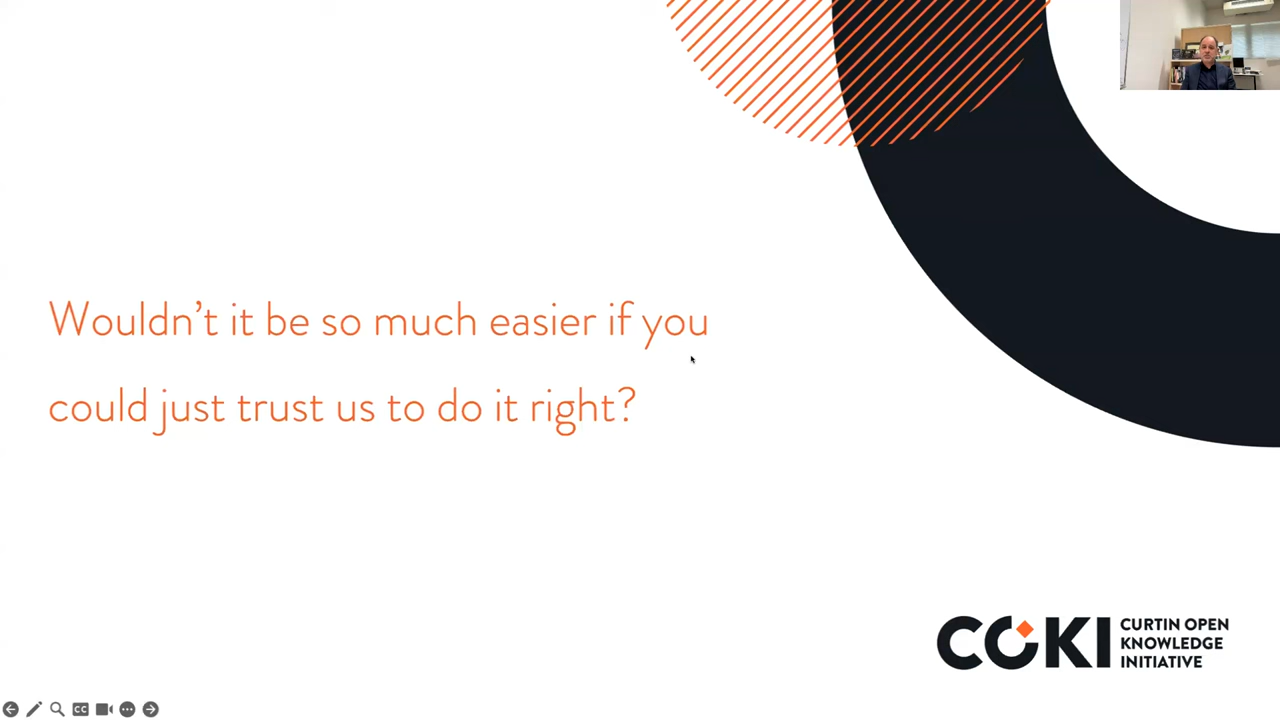 Wouldn’t it be so much easier if you
could just trust us to do it right?
COKI
CURTIN OPEN
KNOWLEDGE
INITIATIVE
CC